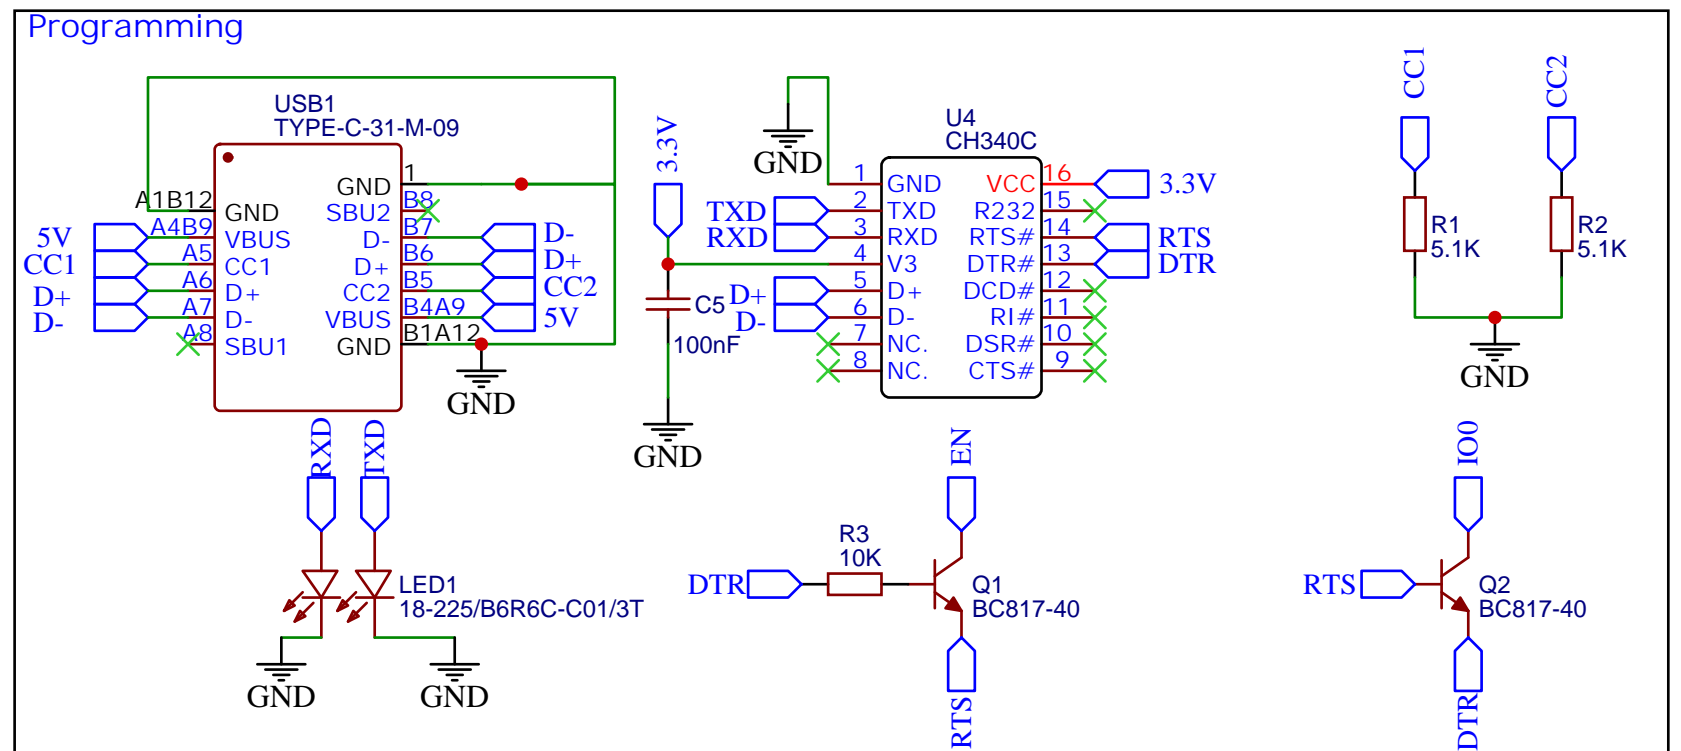 Programming
USB1
TYPE-C-31-M-09
A1B12
A4B9
A5
A6
A7
A8
GND
VBUS
CC1
D+
D-
SBU1
GND
SBU2
D-
D+
CC2
VBUS
GND
1
B8
B7
B6
B5
B4A9
B1A12
5V
CC1
D+
D-
D-
D+
CC2
5V
GND
3.3V
C5
100nF
GND
GND
U4
CH340C
TXD
RXD
D+
D-
1
2
3
4
5
6
7
8
GND
TXD
RXD
V3
D+
D-
NC.
NC.
VCC
R232
RTS#
DTR#
DCD#
RI#
DSR#
CTS#
16
15
14
13
12
11
10
9
3.3V
RTS
DTR
CC1
CC2
R1
5.1K
R2
5.1K
GND
RXD
TXD
LED1
18-225/B6R6C-C01/3T
GND
GND
DTR
R3
10K
EN
Q1
BC817-40
RTS
RTS
IO0
Q2
BC817-40
DTR